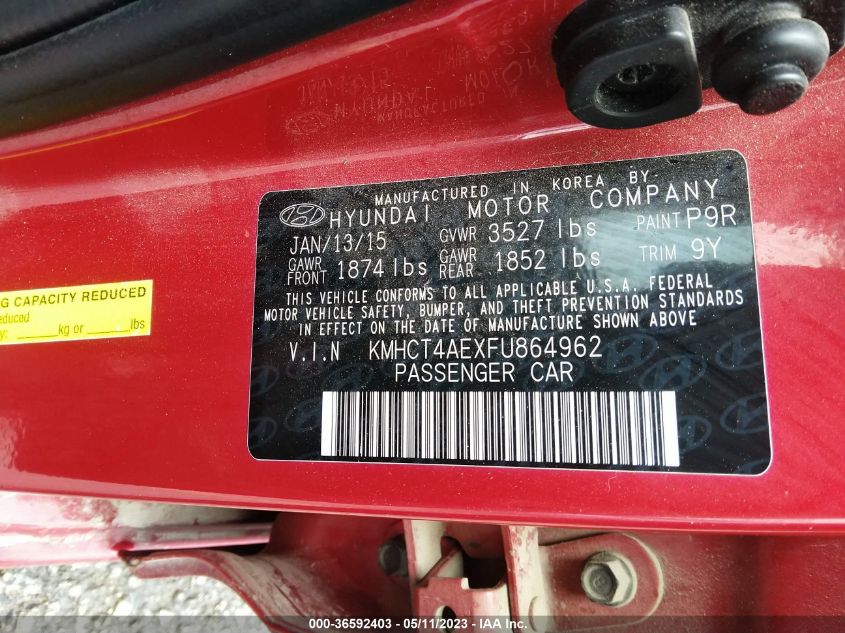 MANUFACTURED IN KOREA BY
HYUNDAI MOTOR COMPANY
JAN/13/15 GVWR 3527 lbs PAINT P9R
GAWR FRONT 1874 lbs GAWR REAR 1852 lbs TRIM 9Y
THIS VEHICLE CONFORMS TO ALL APPLICABLE U.S.A. FEDERAL
MOTOR VEHICLE SAFETY, BUMPER, AND THEFT PREVENTION STANDARDS
IN EFFECT ON THE DATE OF MANUFACTURE SHOWN ABOVE
V.I.N KMHCT4AEXFU864962
PASSENGER CAR
G CAPACITY REDUCED
educed
y: ____kg or ____lbs
000-36592403 - 05/11/2023 - IAA Inc.